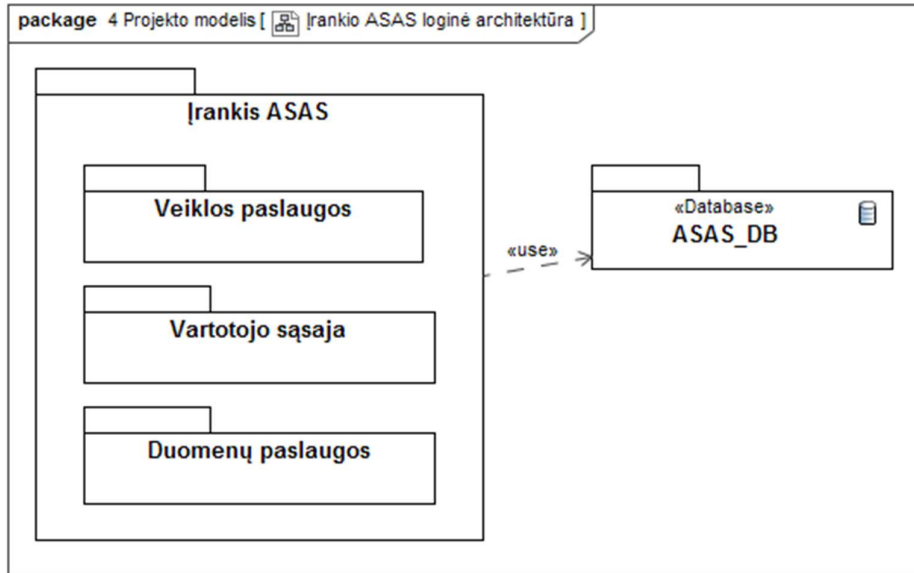 package 4 Projekto modelis [ Įrankio ASAS loginė architektūra ]
Įrankis ASAS
Veiklos paslaugos
Vartotojo sąsaja
Duomenų paslaugos
«use»
«Database»
ASAS_DB